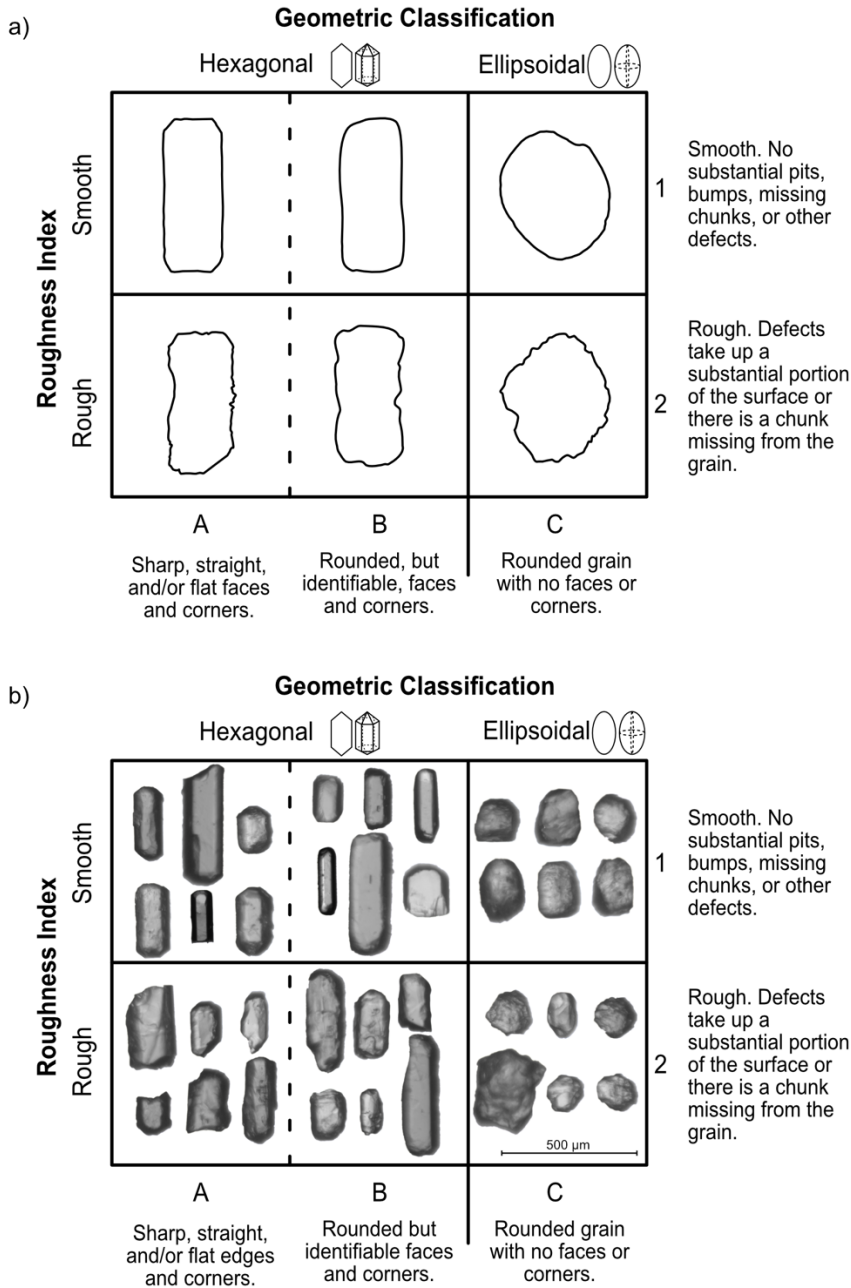 a)
Geometric Classification
Hexagonal
Ellipsoidal
Roughness Index
Smooth
Rough
1
Smooth. No
substantial pits,
bumps, missing
chunks, or other
defects.
2
Rough. Defects
take up a
substantial portion
of the surface or
there is a chunk
missing from the
grain.
A
Sharp, straight,
and/or flat faces
and corners.
B
Rounded, but
identifiable, faces
and corners.
C
Rounded grain
with no faces or
corners.
b)
Geometric Classification
Hexagonal
Ellipsoidal
Roughness Index
Smooth
Rough
1
Smooth. No
substantial pits,
bumps, missing
chunks, or other
defects.
2
Rough. Defects
take up a
substantial portion
of the surface or
there is a chunk
missing from the
grain.
500 μm
A
Sharp, straight,
and/or flat edges
and corners.
B
Rounded but
identifiable faces
and corners.
C
Rounded grain
with no faces or
corners.